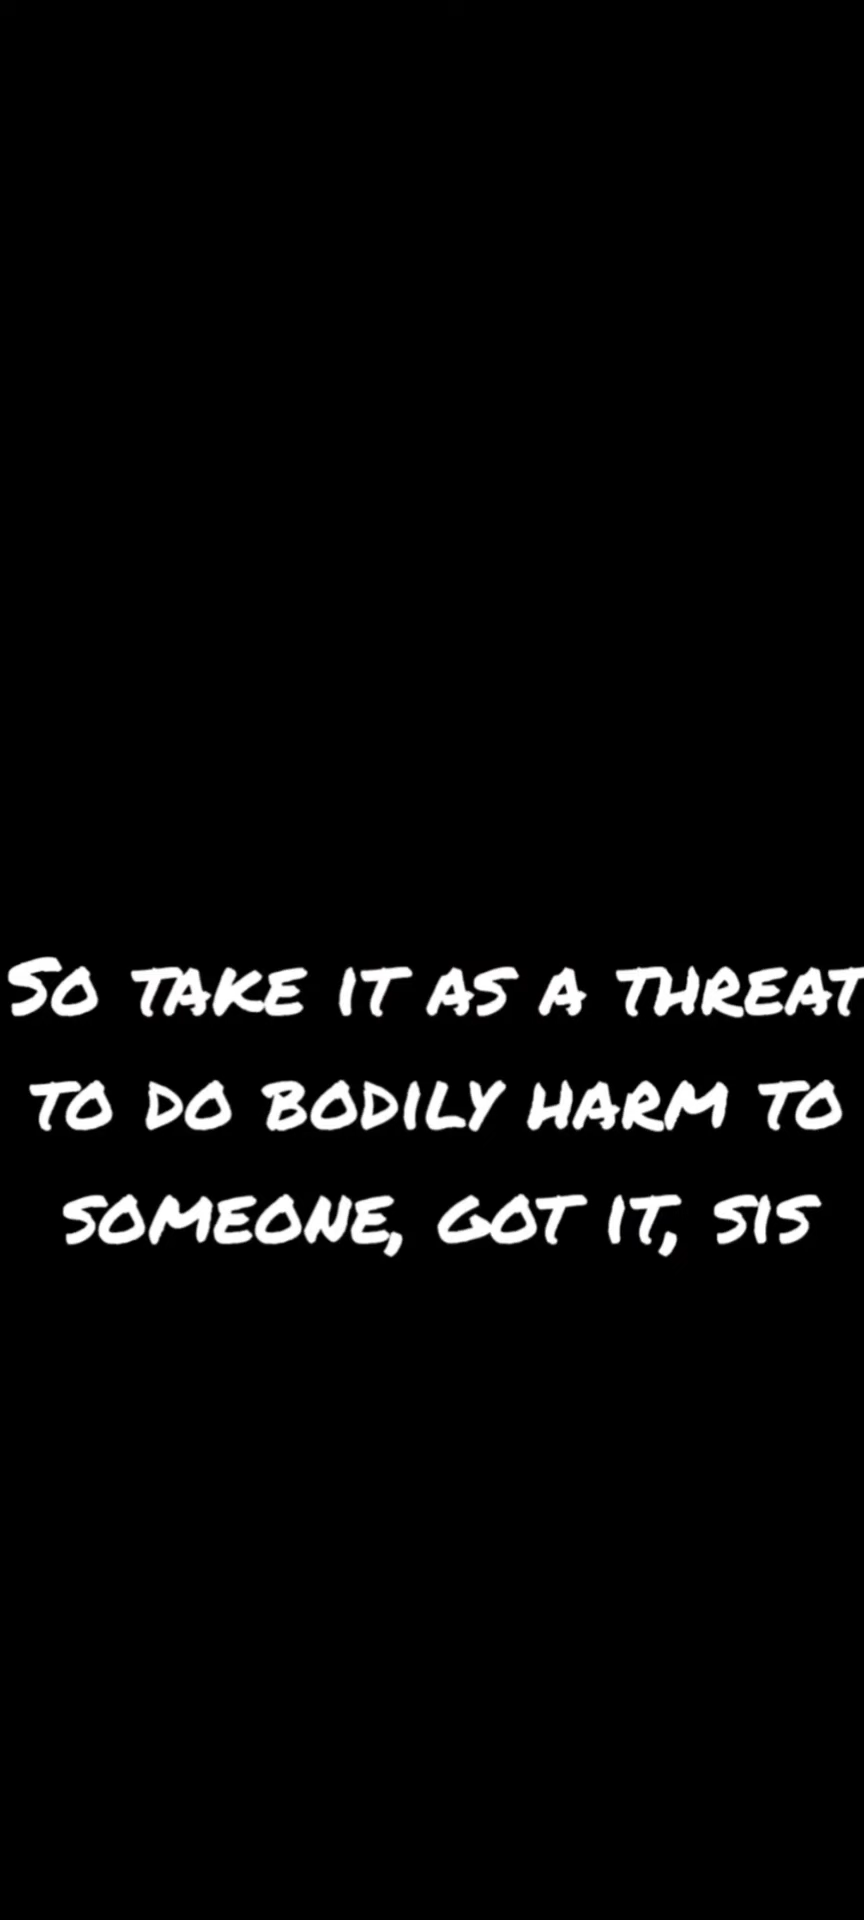 So take it as a threat
to do bodily harm to
someone, got it, sis